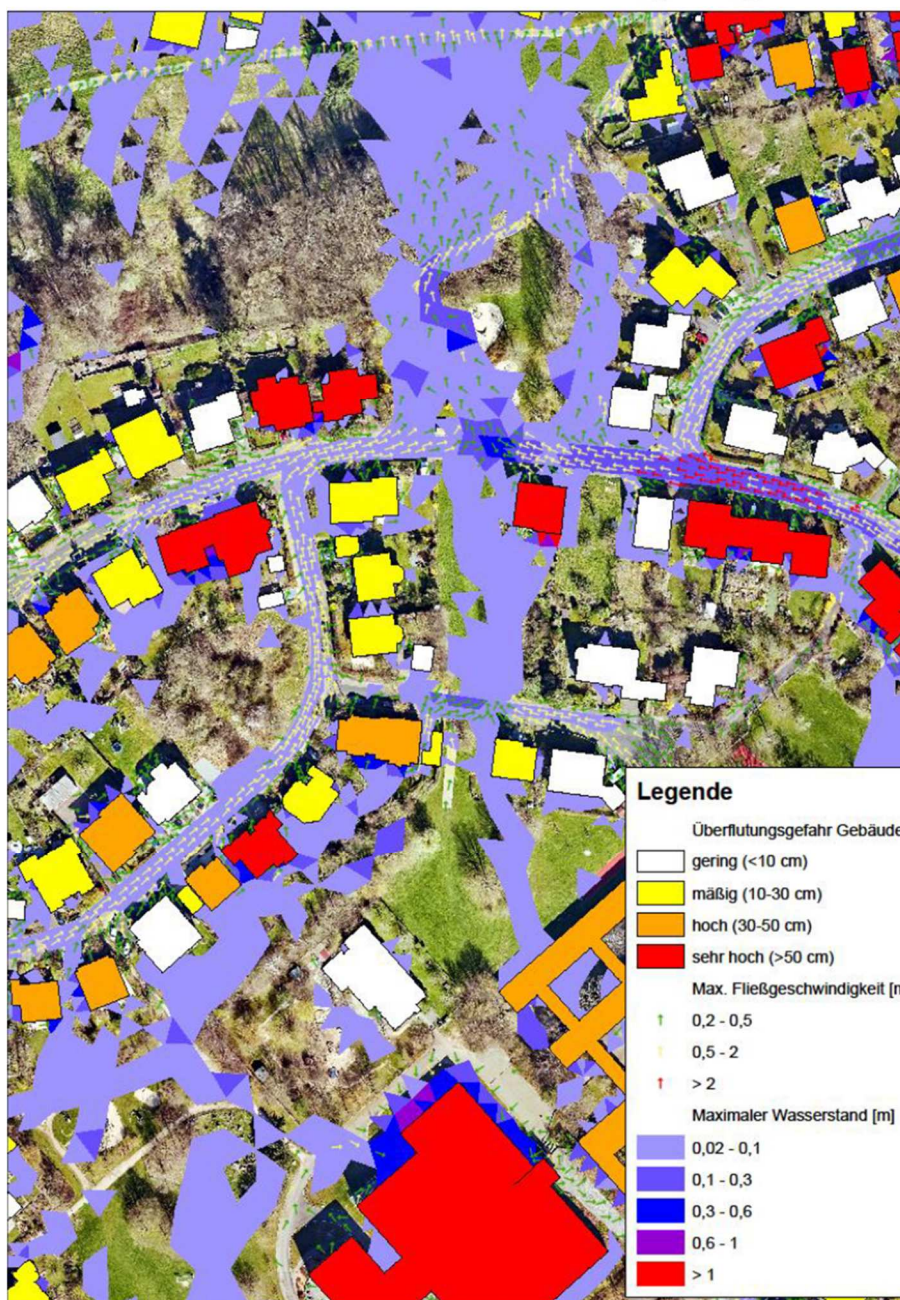 Legende
Überflutungsgefahr Gebäude
gering (<10 cm)
mäßig (10-30 cm)
hoch (30-50 cm)
sehr hoch (>50 cm)
Max. Fließgeschwindigkeit [m
0,2 - 0,5
0,5 - 2
> 2
Maximaler Wasserstand [m]
0,02 - 0,1
0,1 - 0,3
0,3 - 0,6
0,6 - 1
> 1